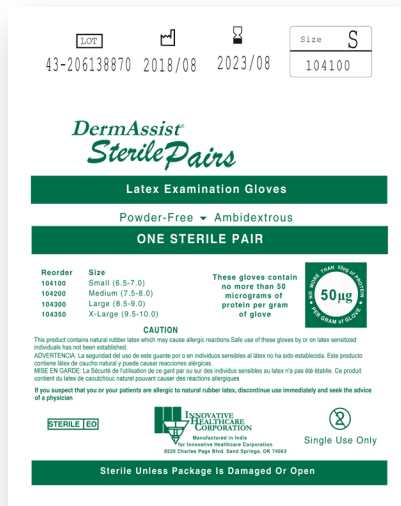 LOT
43-206138870 2018/08 2023/08
Size S
104100
DermAssist®
Sterile Pairs
Latex Examination Gloves
Powder-Free Ambidextrous
ONE STERILE PAIR
Reorder Size
104100 Small (6.5-7.0)
104200 Medium (7.5-8.0)
104300 Large (8.5-9.0)
104350 X-Large (9.5-10.0)
These gloves contain
no more than 50
micrograms of
protein per gram
of glove
NO MORE THAN 50µg of PROTEIN
50µg
PER GRAM of GLOVE
CAUTION
This product contains natural rubber latex which may cause allergic reactions.Safe use of these gloves by or on latex sensitized
individuals has not been established.
ADVERTENCIA: La seguridad del uso de este guante por o en individuos sensibles al látex no ha sido establecida. Este producto
contiene látex de caucho natural y puede causar reacciones alérgicas.
MISE EN GARDE: La Sécurité de l'utilisation de ce gant par ou sur des individus sensibles au latex n'a pas été établie. Ce produit
contient du latex de caoutchouc naturel pouvant causer des réactions allergiques
If you suspect that you or your patients are allergic to natural rubber latex, discontinue use immediately and seek the advice
of a physician
STERILE EO
INNOVATIVE
HEALTHCARE
CORPORATION
Manufactured in India
for Innovative Healthcare Corporation
8220 Charles Page Blvd. Sand Springs, OK 74063
2
Single Use Only
Sterile Unless Package Is Damaged Or Open